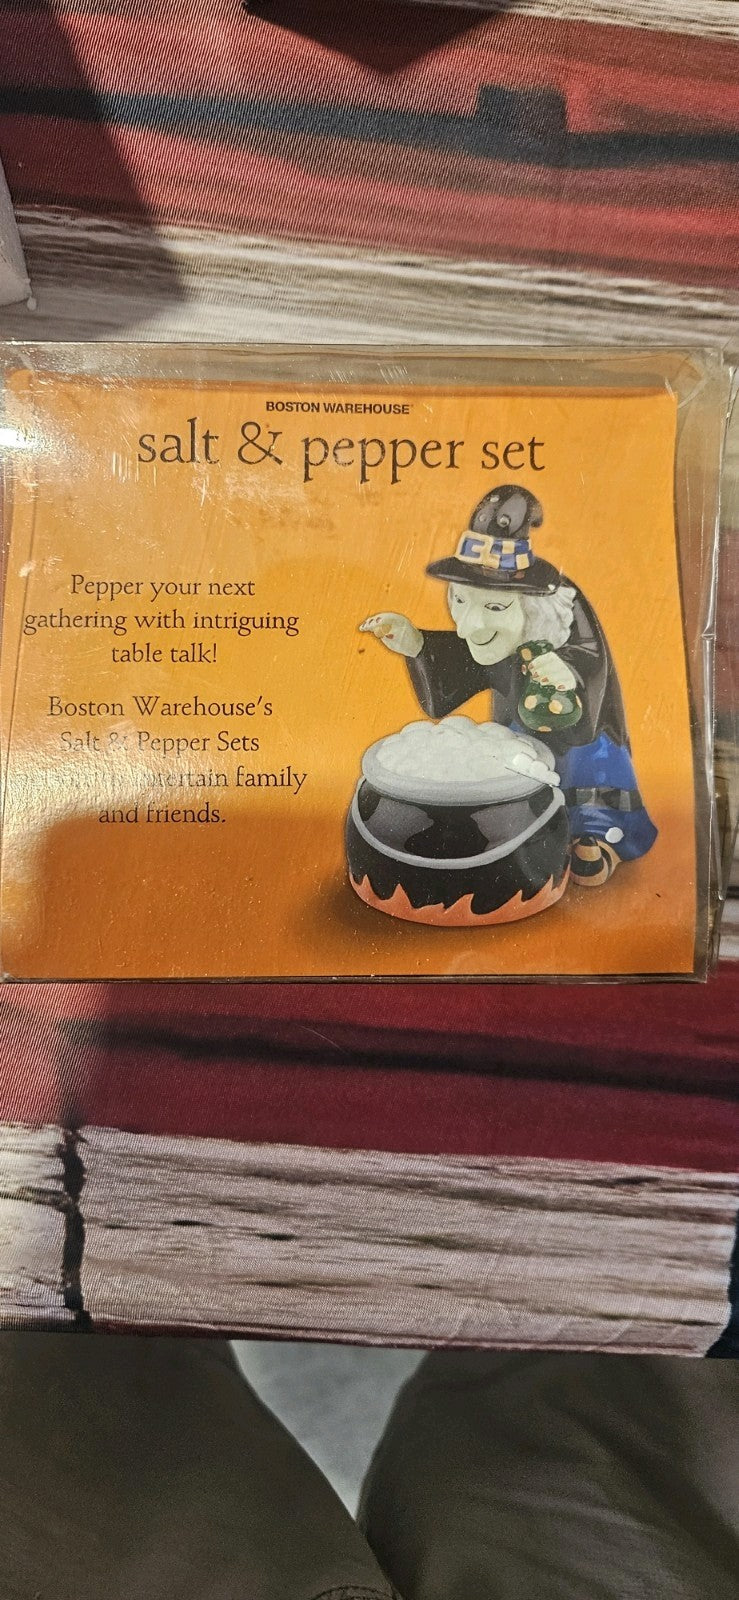 BOSTON WAREHOUSE
salt & pepper set
Pepper your next
gathering with intriguing
table talk!
Boston Warehouse's
Salt & Pepper Sets
entertain family
and friends.